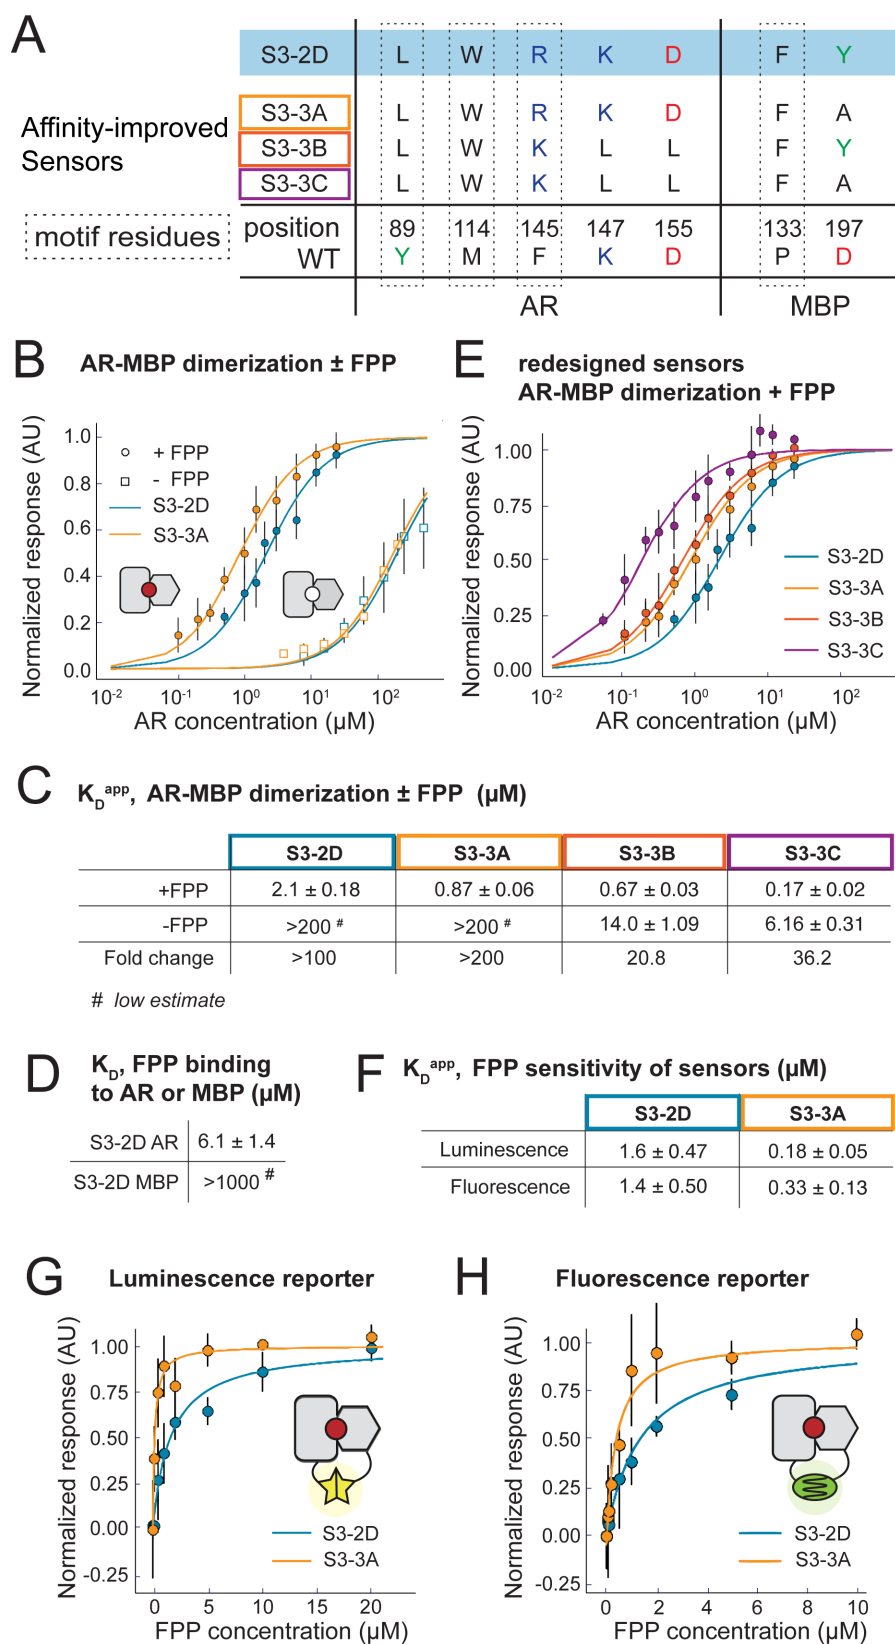 A
S3-2D L W R K D F Y
Affinity-improved
Sensors
S3-3A L W R K D F A
S3-3B L W K L L F Y
S3-3C L W K L L F A
motif residues
position 89 114 145 147 155 133 197
WT Y M F K D P D
AR MBP
B AR-MBP dimerization ± FPP
Normalized response (AU)
1.0
0.8
0.6
0.4
0.2
0.0
+ FPP
- FPP
S3-2D
S3-3A
10⁻² 10⁻¹ 10⁰ 10¹ 10²
AR concentration (µM)
E redesigned sensors
AR-MBP dimerization + FPP
Normalized response (AU)
1.00
0.75
0.50
0.25
0.00
S3-2D
S3-3A
S3-3B
S3-3C
10⁻² 10⁻¹ 10⁰ 10¹ 10²
AR concentration (µM)
C K_D^app, AR-MBP dimerization ± FPP (µM)
S3-2D S3-3A S3-3B S3-3C
+FPP 2.1 ± 0.18 0.87 ± 0.06 0.67 ± 0.03 0.17 ± 0.02
-FPP >200 # >200 # 14.0 ± 1.09 6.16 ± 0.31
Fold change >100 >200 20.8 36.2
# low estimate
D K_D, FPP binding
to AR or MBP (µM)
S3-2D AR 6.1 ± 1.4
S3-2D MBP >1000 #
F K_D^app, FPP sensitivity of sensors (µM)
S3-2D S3-3A
Luminescence 1.6 ± 0.47 0.18 ± 0.05
Fluorescence 1.4 ± 0.50 0.33 ± 0.13
G Luminescence reporter
Normalized response (AU)
1.00
0.75
0.50
0.25
0.00
-0.25
S3-2D
S3-3A
0 5 10 15 20
FPP concentration (µM)
H Fluorescence reporter
Normalized response (AU)
1.00
0.75
0.50
0.25
0.00
-0.25
S3-2D
S3-3A
0 2 4 6 8 10
FPP concentration (µM)